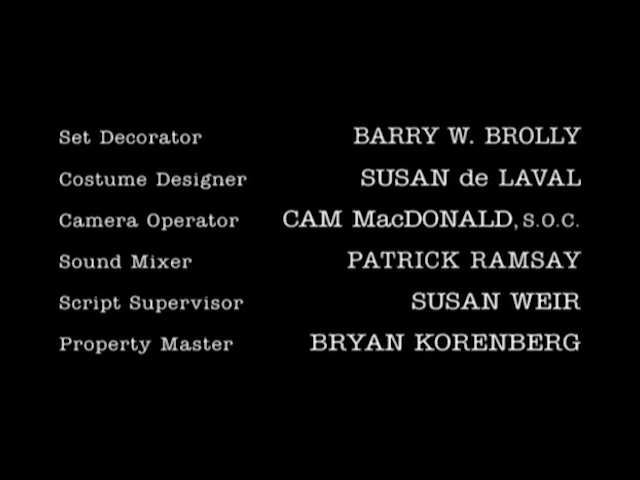 Set Decorator BARRY W. BROLLY
Costume Designer SUSAN de LAVAL
Camera Operator CAM MacDONALD, S.O.C.
Sound Mixer PATRICK RAMSAY
Script Supervisor SUSAN WEIR
Property Master BRYAN KORENBERG